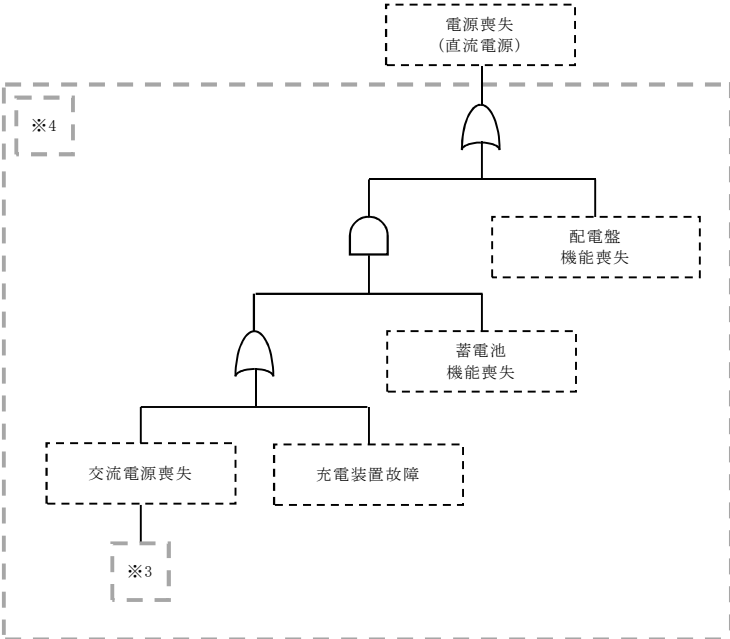 電源喪失
(直流電源)
※4
配電盤
機能喪失
蓄電池
機能喪失
交流電源喪失
充電装置故障
※3